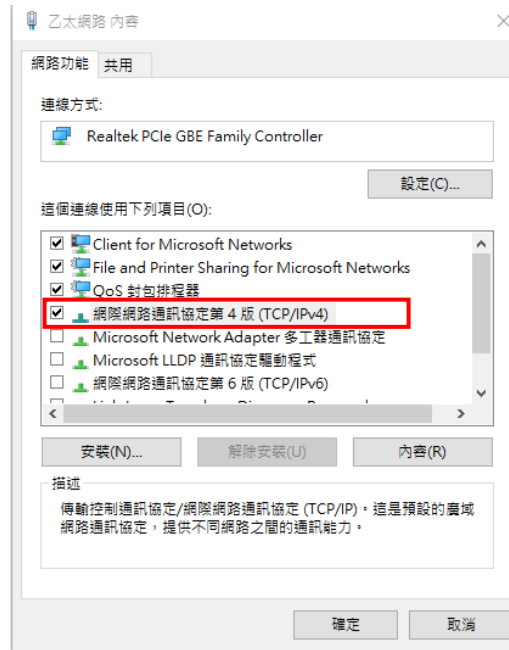 乙太網路 內容
網路功能 共用
連線方式:
Realtek PCIe GBE Family Controller
設定(C)...
這個連線使用下列項目(O):
Client for Microsoft Networks
File and Printer Sharing for Microsoft Networks
QoS 封包排程器
網際網路通訊協定第 4 版 (TCP/IPv4)
Microsoft Network Adapter 多工器通訊協定
Microsoft LLDP 通訊協定驅動程式
網際網路通訊協定第 6 版 (TCP/IPv6)
安裝(N)... 解除安裝(U) 內容(R)
描述
傳輸控制通訊協定/網際網路通訊協定 (TCP/IP)。這是預設的廣域
網路通訊協定，提供不同網路之間的通訊能力。
確定 取消